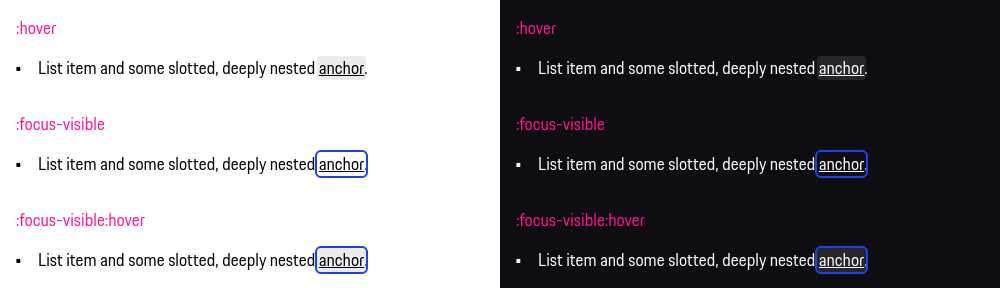 :hover
▪ List item and some slotted, deeply nested anchor.
:focus-visible
▪ List item and some slotted, deeply nested anchor.
:focus-visible:hover
▪ List item and some slotted, deeply nested anchor.
:hover
▪ List item and some slotted, deeply nested anchor.
:focus-visible
▪ List item and some slotted, deeply nested anchor.
:focus-visible:hover
▪ List item and some slotted, deeply nested anchor.